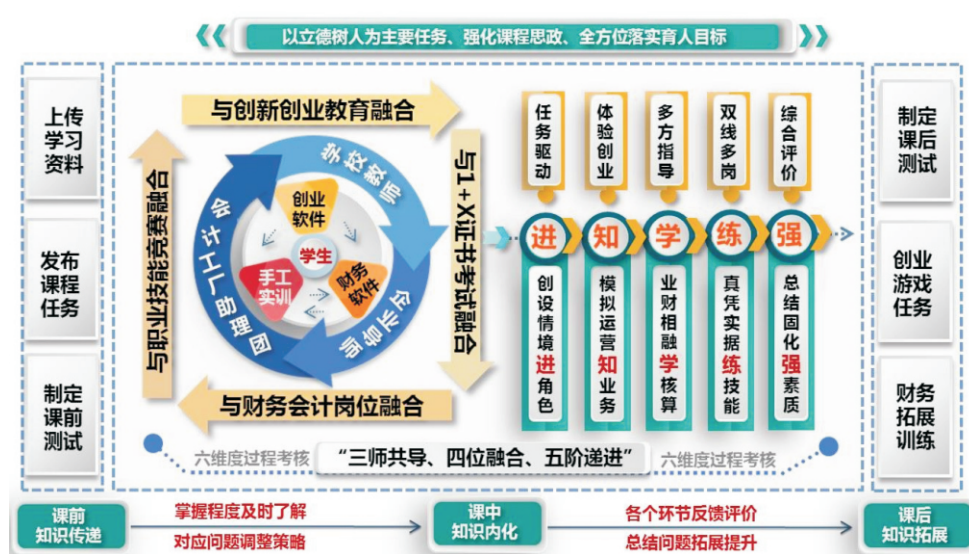 以立德树人为主要任务、强化课程思政、全方位落实育人目标
上传
学习
资料
发布
课程
任务
制定
课前
测试
与创新创业教育融合
与1+X证书考试融合
与财务会计岗位融合
与职业技能竞赛融合
学校教师
企业导师
会计工厂助理团
创业
软件
学生
手工
实训
财务
软件
任务驱动
体验创业
多方指导
双线多岗
综合评价
进
知
学
练
强
创设情境进角色
模拟运营知业务
业财相融学核算
真凭实据练技能
总结固化强素质
六维度过程考核
“三师共导、四位融合、五阶递进”
六维度过程考核
制定
课后
测试
创业
游戏
任务
财务
拓展
训练
课前
知识传递
掌握程度及时了解
对应问题调整策略
课中
知识内化
各个环节反馈评价
总结问题拓展提升
课后
知识拓展